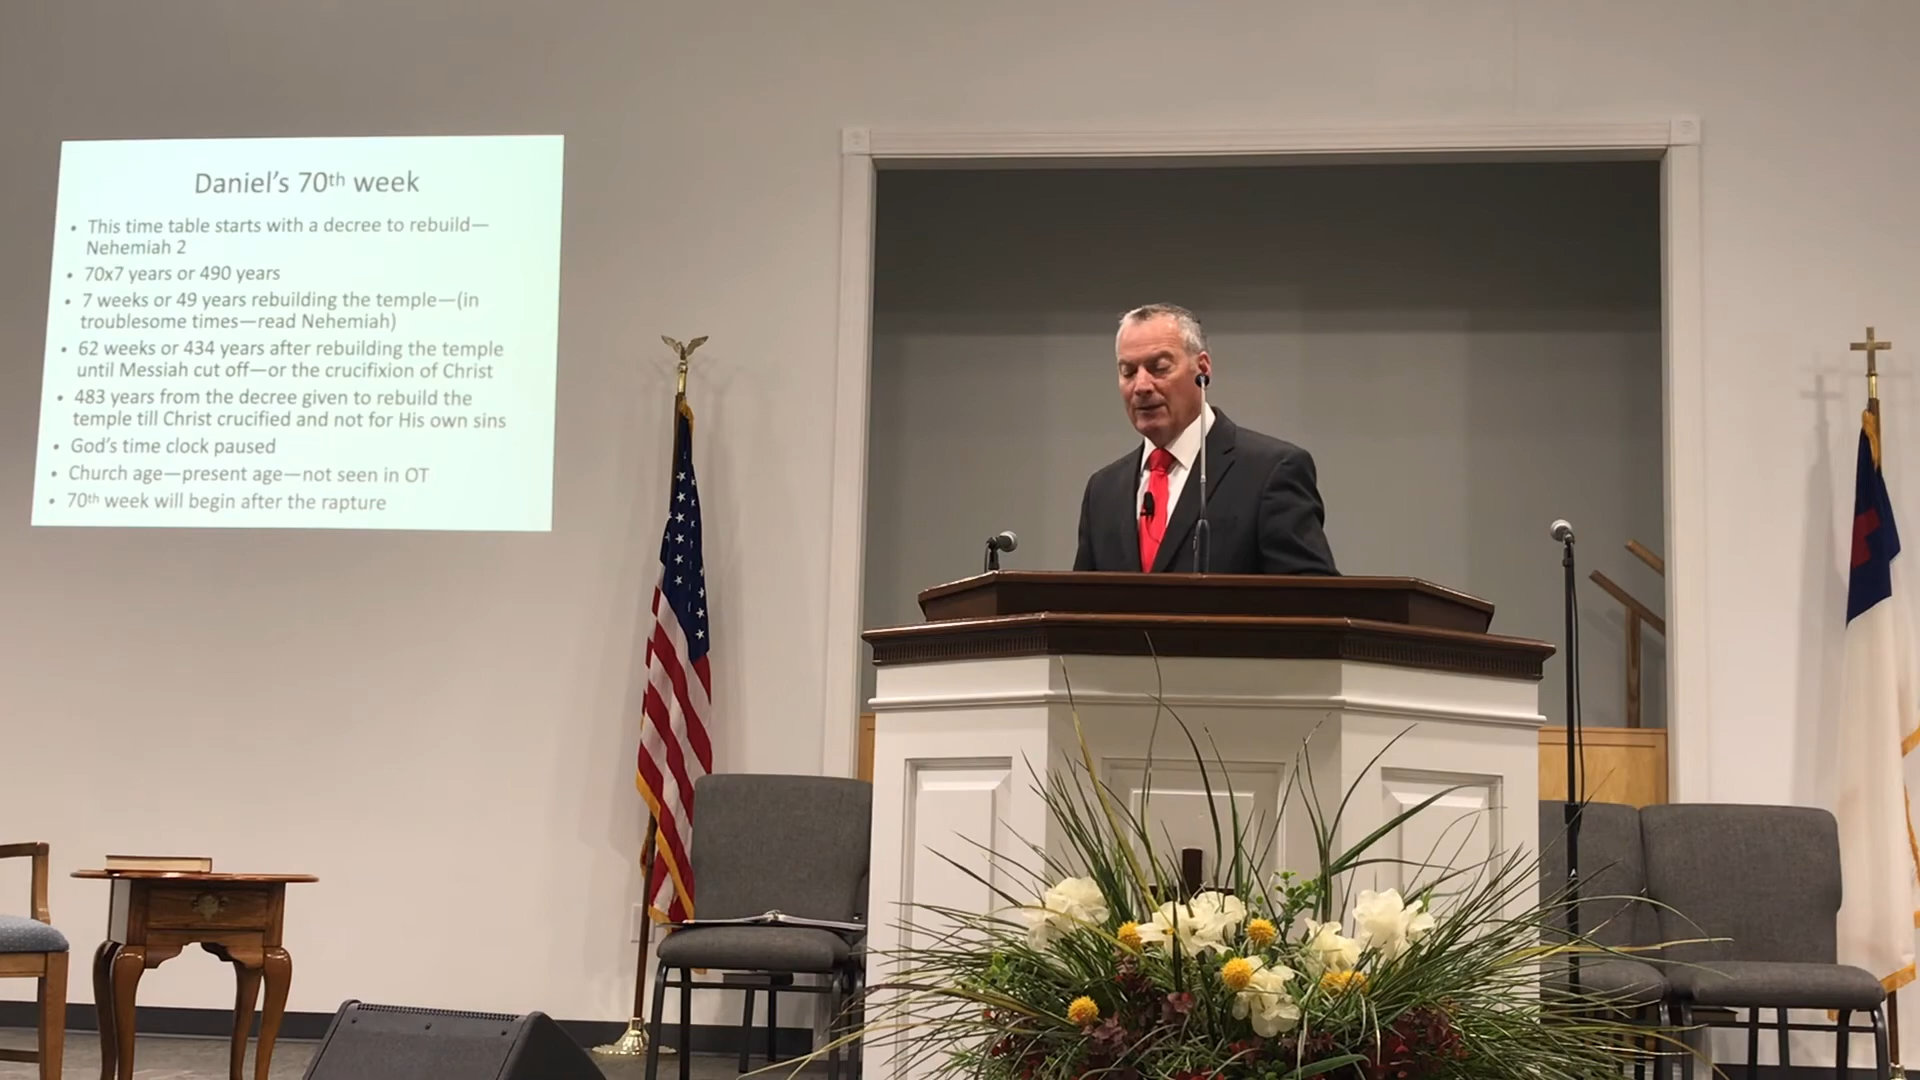 Daniel's 70th week
• This time table starts with a decree to rebuild—
Nehemiah 2
• 70x7 years or 490 years
• 7 weeks or 49 years rebuilding the temple—(in
troublesome times—read Nehemiah)
• 62 weeks or 434 years after rebuilding the temple
until Messiah cut off—or the crucifixion of Christ
• 483 years from the decree given to rebuild the
temple till Christ crucified and not for His own sins
• God's time clock paused
• Church age—present age—not seen in OT
• 70th week will begin after the rapture